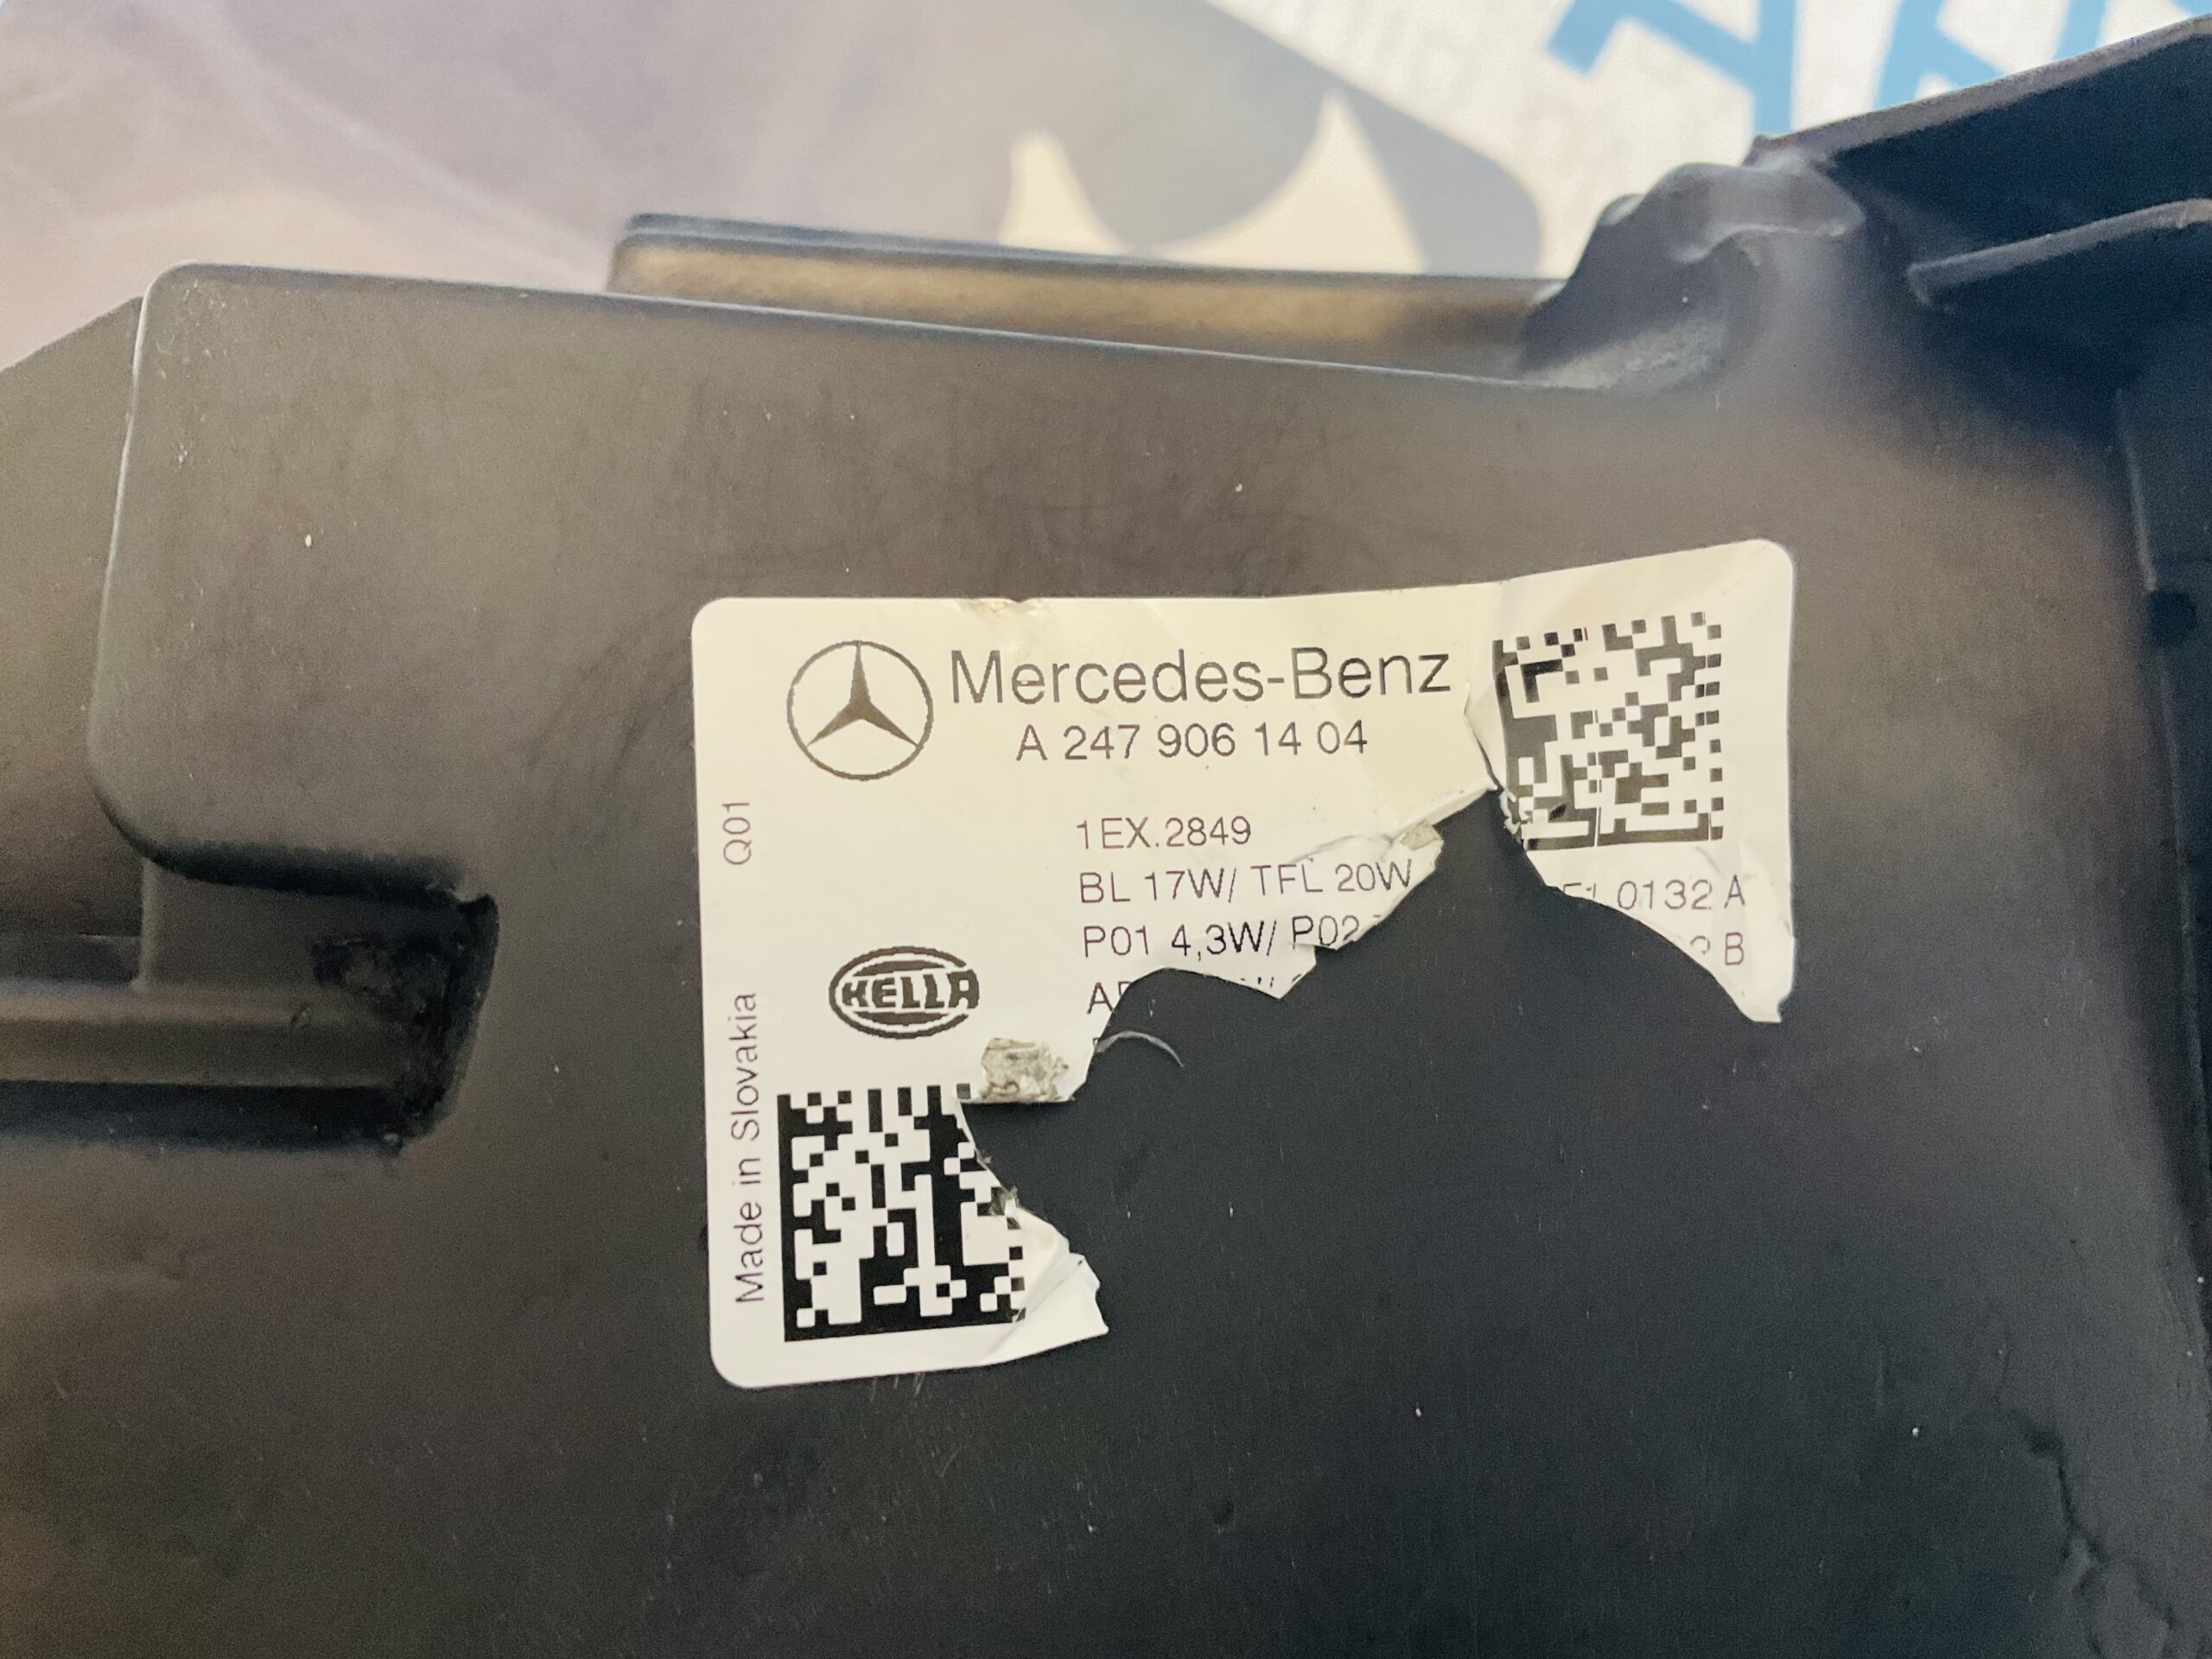 Mercedes-Benz
A 247 906 14 04
1EX.2849
BL 17W/ TFL 20W
P01 4,3W/ P02
0132 A
B
HELLA
Q01
Made in Slovakia